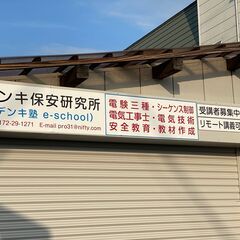 ンキ保安研究所
テンキ塾 e-school)
172-29-1271 E-mail pro31@nifty.com
電験三種・シーケンス制御
電気工事士・電気技術
安全教育・教材作成
受講者募集中
リモート講義可